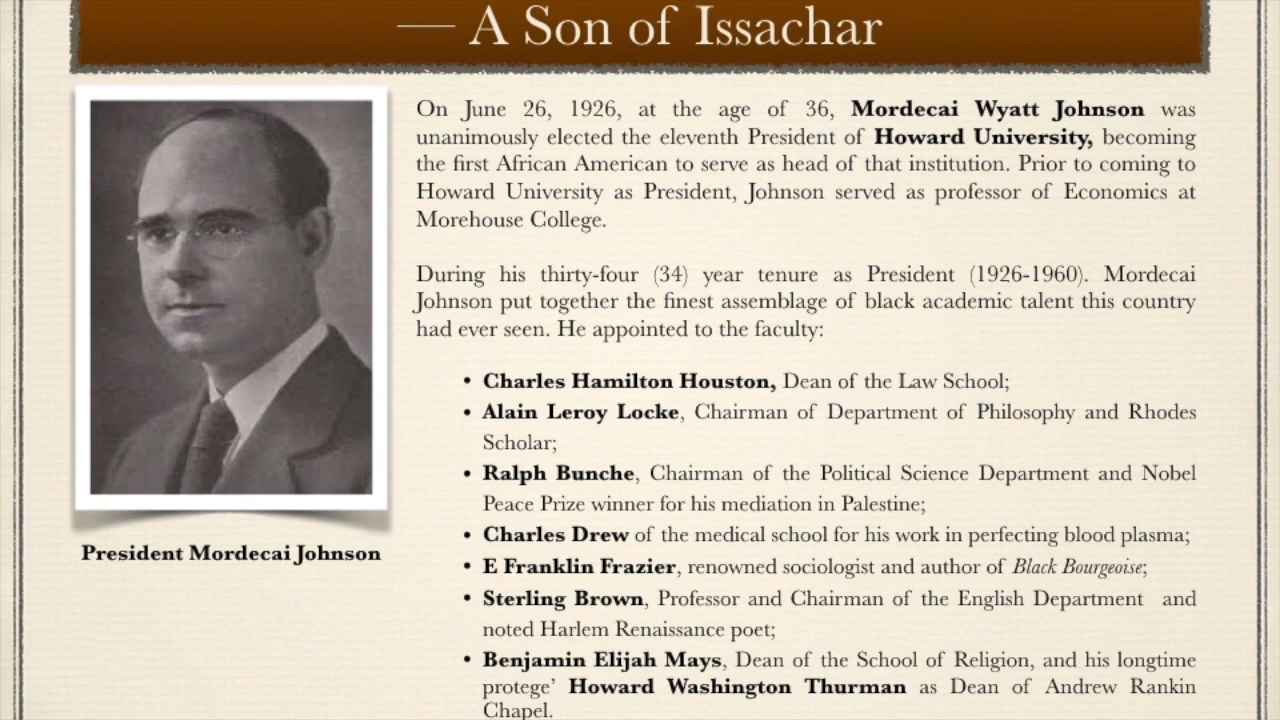 — A Son of Issachar
On June 26, 1926, at the age of 36, Mordecai Wyatt Johnson was
unanimously elected the eleventh President of Howard University, becoming
the first African American to serve as head of that institution. Prior to coming to
Howard University as President, Johnson served as professor of Economics at
Morehouse College.
During his thirty-four (34) year tenure as President (1926-1960). Mordecai
Johnson put together the finest assemblage of black academic talent this country
had ever seen. He appointed to the faculty:
• Charles Hamilton Houston, Dean of the Law School;
• Alain Leroy Locke, Chairman of Department of Philosophy and Rhodes
Scholar;
• Ralph Bunche, Chairman of the Political Science Department and Nobel
Peace Prize winner for his mediation in Palestine;
• Charles Drew of the medical school for his work in perfecting blood plasma;
• E Franklin Frazier, renowned sociologist and author of Black Bourgeoise;
• Sterling Brown, Professor and Chairman of the English Department and
noted Harlem Renaissance poet;
• Benjamin Elijah Mays, Dean of the School of Religion, and his longtime
protege’ Howard Washington Thurman as Dean of Andrew Rankin
Chapel.
President Mordecai Johnson